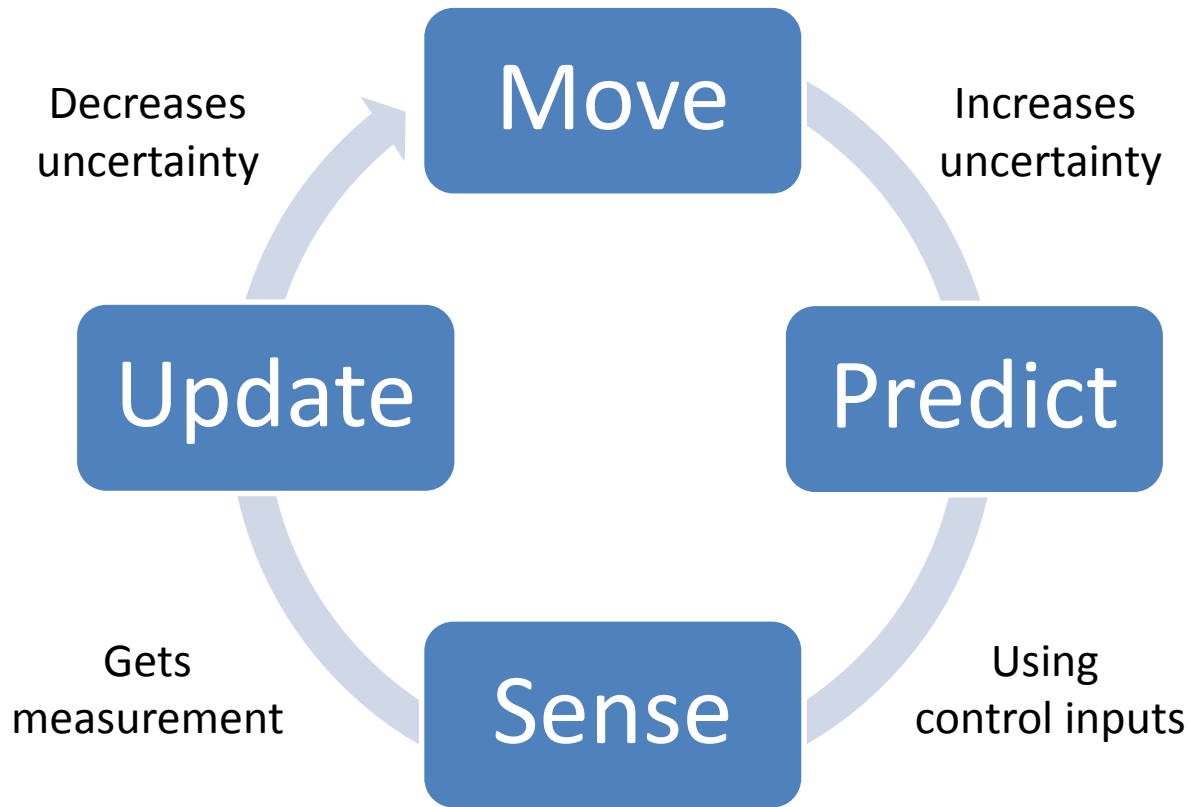 Move
Increases
uncertainty
Predict
Using
control inputs
Sense
Gets
measurement
Update
Decreases
uncertainty